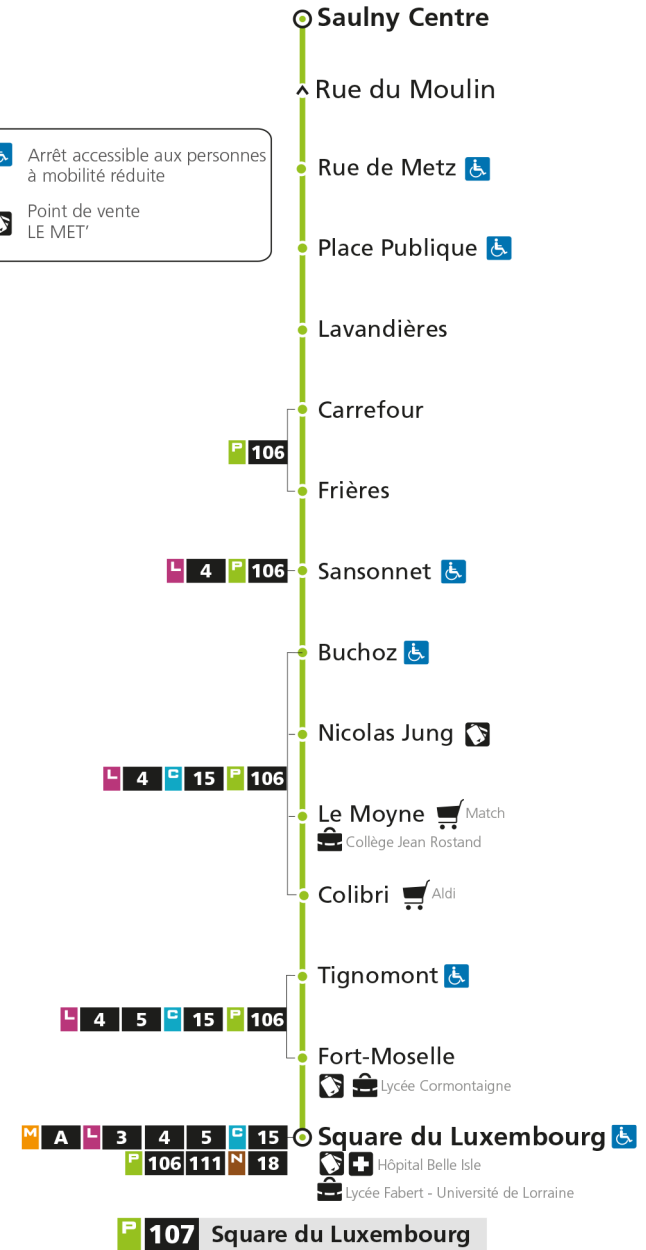 Saulny Centre
Rue du Moulin
Arrêt accessible aux personnes
à mobilité réduite
Point de vente
LE MET’
Rue de Metz
Place Publique
Lavandières
Carrefour
P 106
Frières
L 4 P 106 Sansonnet
Buchoz
Nicolas Jung
L 4 C 15 P 106
Le Moyne Match
Collège Jean Rostand
Colibri Aldi
Tignomont
L 4 5 C 15 P 106
Fort-Moselle
Lycée Cormontaigne
M A L 3 4 5 C 15 Square du Luxembourg
P 106 111 N 18 Hôpital Belle Isle
Lycée Fabert - Université de Lorraine
P 107 Square du Luxembourg